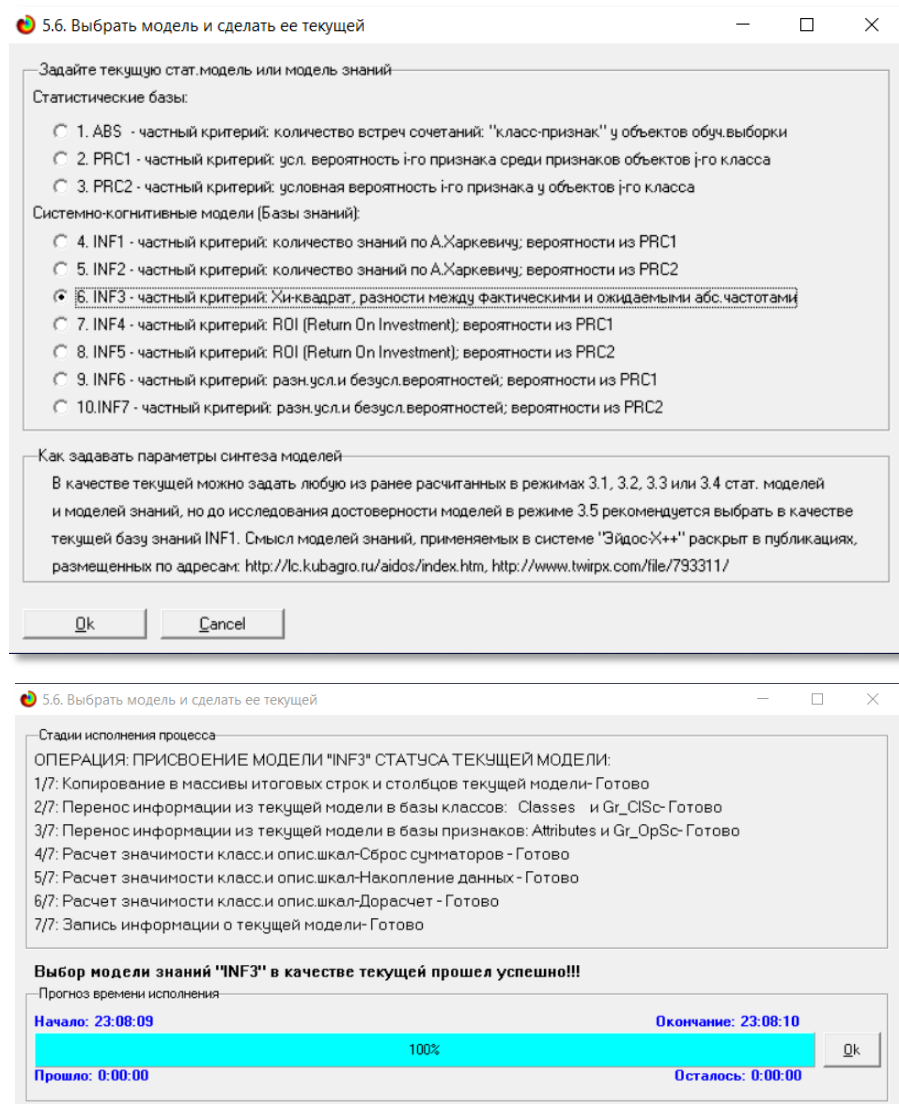 5.6. Выбрать модель и сделать ее текущей
Задайте текущую стат.модель или модель знаний
Статистические базы:
1. ABS - частный критерий: количество встреч сочетаний: "класс-признак" у объектов обуч.выборки
2. PRC1 - частный критерий: усл. вероятность i-го признака среди признаков объектов j-го класса
3. PRC2 - частный критерий: условная вероятность i-го признака у объектов j-го класса
Системно-когнитивные модели (Базы знаний):
4. INF1 - частный критерий: количество знаний по А.Харкевичу; вероятности из PRC1
5. INF2 - частный критерий: количество знаний по А.Харкевичу; вероятности из PRC2
6. INF3 - частный критерий: Хи-квадрат, разности между фактическими и ожидаемыми абс.частотами
7. INF4 - частный критерий: ROI (Return On Investment); вероятности из PRC1
8. INF5 - частный критерий: ROI (Return On Investment); вероятности из PRC2
9. INF6 - частный критерий: разн.усл.и безусл.вероятностей; вероятности из PRC1
10.INF7 - частный критерий: разн.усл.и безусл.вероятностей; вероятности из PRC2
Как задавать параметры синтеза моделей
В качестве текущей можно задать любую из ранее расчитанных в режимах 3.1, 3.2, 3.3 или 3.4 стат. моделей
и моделей знаний, но до исследования достоверности моделей в режиме 3.5 рекомендуется выбрать в качестве
текущей базу знаний INF1. Смысл моделей знаний, применяемых в системе "Эйдос-Х++" раскрыт в публикациях,
размещенных по адресам: http://lc.kubagro.ru/aidos/index.htm, http://www.twirpx.com/file/793311/
Ok Cancel
5.6. Выбрать модель и сделать ее текущей
Стадии исполнения процесса
ОПЕРАЦИЯ: ПРИСВОЕНИЕ МОДЕЛИ "INF3" СТАТУСА ТЕКУЩЕЙ МОДЕЛИ:
1/7: Копирование в массивы итоговых строк и столбцов текущей модели- Готово
2/7: Перенос информации из текущей модели в базы классов: Classes и Gr_ClSc- Готово
3/7: Перенос информации из текущей модели в базы признаков: Attributes и Gr_OpSc- Готово
4/7: Расчет значимости класс.и опис.шкал-Сброс сумматоров - Готово
5/7: Расчет значимости класс.и опис.шкал-Накопление данных - Готово
6/7: Расчет значимости класс.и опис.шкал-Дорасчет - Готово
7/7: Запись информации о текущей модели- Готово
Выбор модели знаний "INF3" в качестве текущей прошел успешно!!!
Прогноз времени исполнения
Начало: 23:08:09 Окончание: 23:08:10
100% Ok
Прошло: 0:00:00 Осталось: 0:00:00